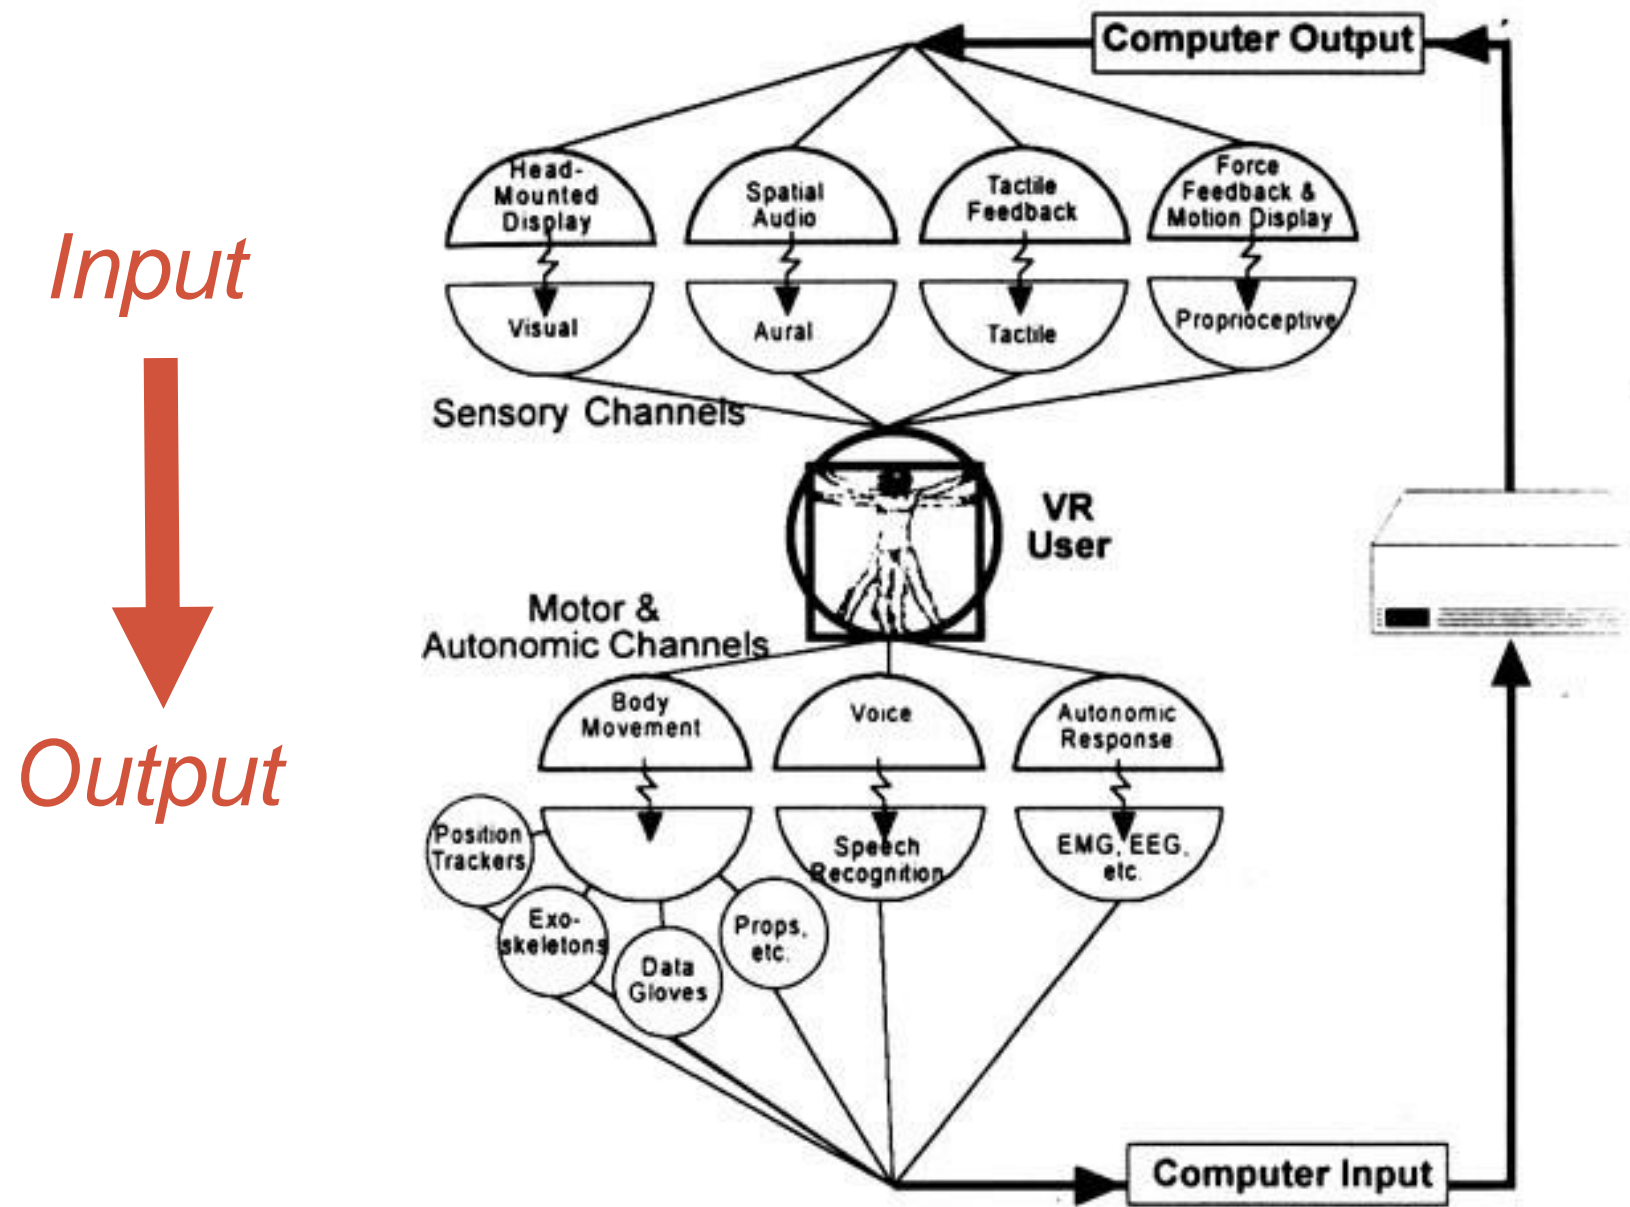 Computer Output
Head-
Mounted
Display
Spatial
Audio
Tactile
Feedback
Force
Feedback &
Motion Display
Input
Visual
Aural
Tactile
Proprioceptive
Sensory Channels
VR
User
Motor &
Autonomic Channels
Output
Body
Movement
Voice
Autonomic
Response
Position
Trackers
Exo-
skeletons
Data
Gloves
Props,
etc.
Speech
Recognition
EMG, EEG,
etc.
Computer Input